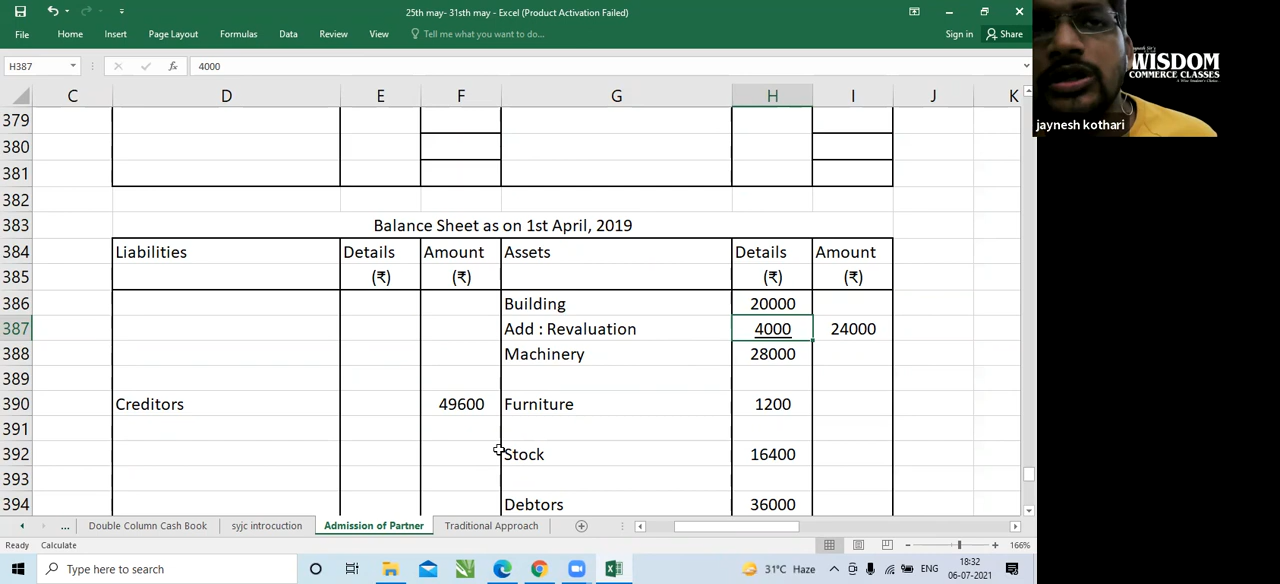 25th may- 31st may - Excel (Product Activation Failed)
File Home Insert Page Layout Formulas Data Review View Tell me what you want to do... Sign in Share
H387 fx 4000
C D E F G H I J K
379
380
381
382
383 Balance Sheet as on 1st April, 2019
384 Liabilities Details Amount Assets Details Amount
385 (₹) (₹) (₹) (₹)
386 Building 20000
387 Add : Revaluation 4000 24000
388 Machinery 28000
389
390 Creditors 49600 Furniture 1200
391
392 Stock 16400
393
394 Debtors 36000
... Double Column Cash Book syjc introcuction Admission of Partner Traditional Approach
Ready Calculate 166%
Type here to search 31°C Haze ENG 18:32
06-07-2021
WISDOM
COMMERCE CLASSES
jaynesh kothari